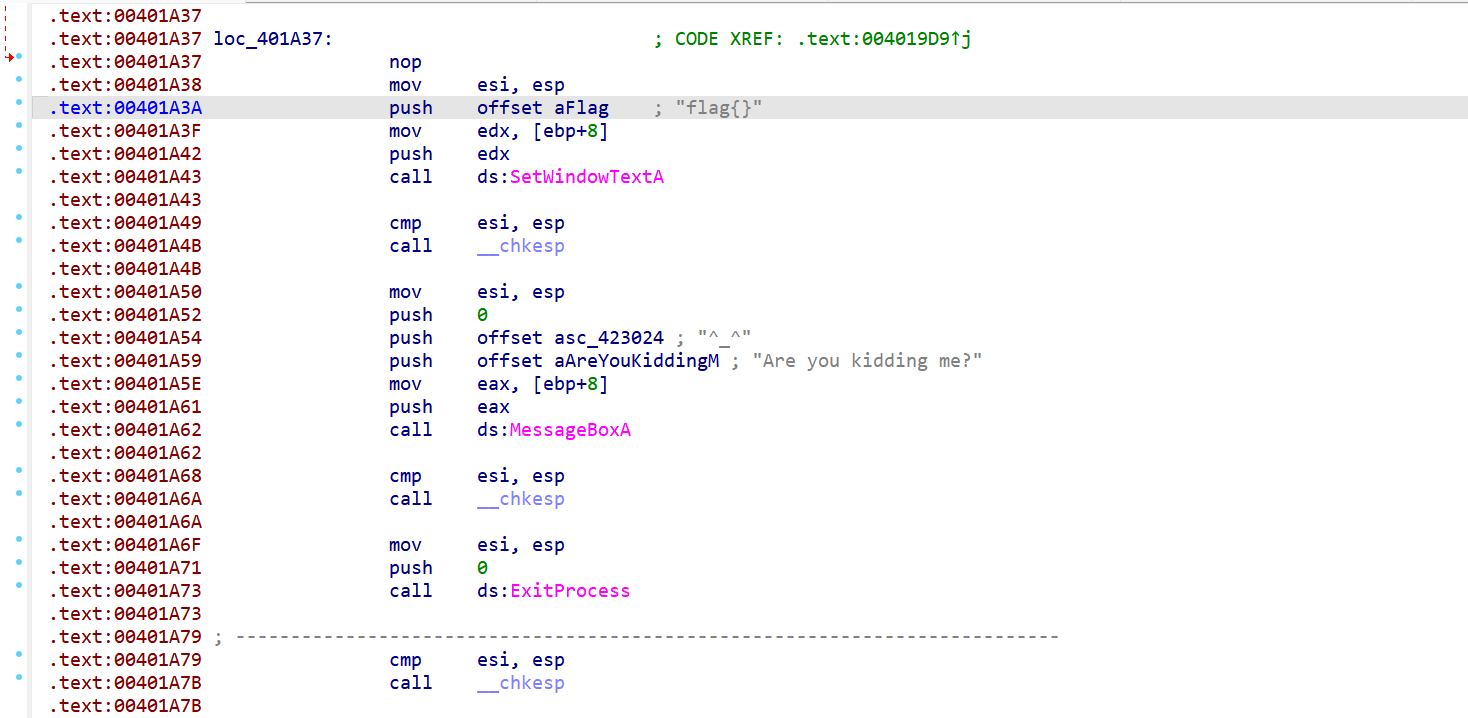 .text:00401A37
.text:00401A37 loc_401A37: ; CODE XREF: .text:004019D9↑j
.text:00401A37 nop
.text:00401A38 mov esi, esp
.text:00401A3A push offset aFlag ; "flag{}"
.text:00401A3F mov edx, [ebp+8]
.text:00401A42 push edx
.text:00401A43 call ds:SetWindowTextA
.text:00401A43
.text:00401A49 cmp esi, esp
.text:00401A4B call __chkesp
.text:00401A4B
.text:00401A50 mov esi, esp
.text:00401A52 push 0
.text:00401A54 push offset asc_423024 ; "^_^"
.text:00401A59 push offset aAreYouKiddingM ; "Are you kidding me?"
.text:00401A5E mov eax, [ebp+8]
.text:00401A61 push eax
.text:00401A62 call ds:MessageBoxA
.text:00401A62
.text:00401A68 cmp esi, esp
.text:00401A6A call __chkesp
.text:00401A6A
.text:00401A6F mov esi, esp
.text:00401A71 push 0
.text:00401A73 call ds:ExitProcess
.text:00401A73
.text:00401A79 ; ---------------------------------------------------------------------------
.text:00401A79 cmp esi, esp
.text:00401A7B call __chkesp
.text:00401A7B